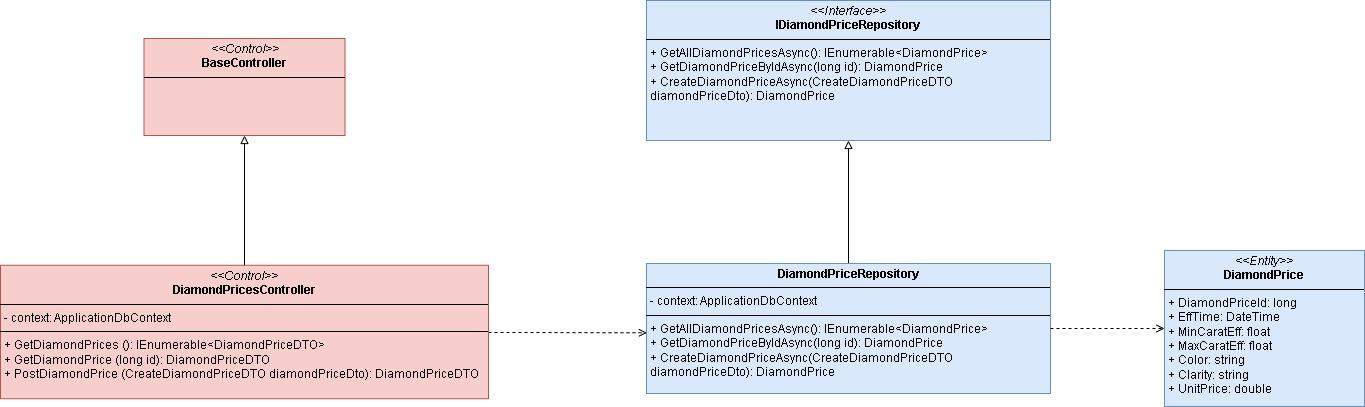 <<Control>>
BaseController
<<Interface>>
IDiamondPriceRepository
+ GetAllDiamondPricesAsync(): IEnumerable<DiamondPrice>
+ GetDiamondPriceByIdAsync(long id): DiamondPrice
+ CreateDiamondPriceAsync(CreateDiamondPriceDTO
diamondPriceDto): DiamondPrice
<<Control>>
DiamondPricesController
- context: ApplicationDbContext
+ GetDiamondPrices (): IEnumerable<DiamondPriceDTO>
+ GetDiamondPrice (long id): DiamondPriceDTO
+ PostDiamondPrice (CreateDiamondPriceDTO diamondPriceDto): DiamondPriceDTO
DiamondPriceRepository
- context: ApplicationDbContext
+ GetAllDiamondPricesAsync(): IEnumerable<DiamondPrice>
+ GetDiamondPriceByIdAsync(long id): DiamondPrice
+ CreateDiamondPriceAsync(CreateDiamondPriceDTO
diamondPriceDto): DiamondPrice
<<Entity>>
DiamondPrice
+ DiamondPriceId: long
+ EffTime: DateTime
+ MinCaratEff: float
+ MaxCaratEff: float
+ Color: string
+ Clarity: string
+ UnitPrice: double